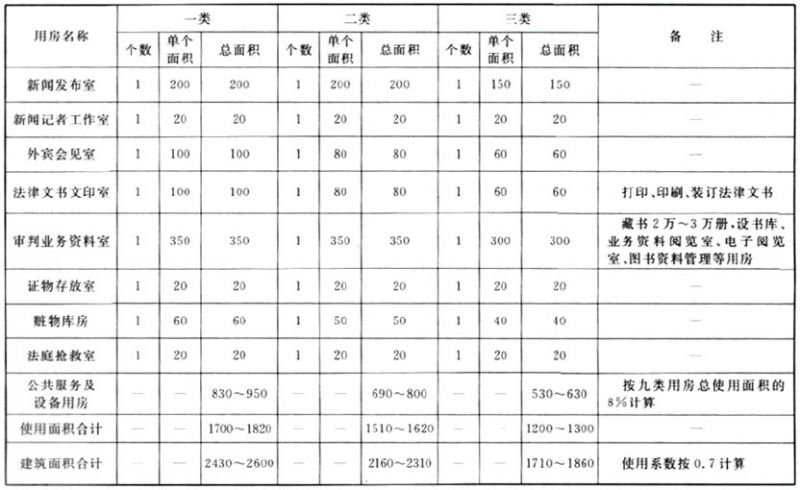 用房名称 一类 二类 三类 备注
个数 单个面积 总面积 个数 单个面积 总面积 个数 单个面积 总面积
新闻发布室 1 200 200 1 200 200 1 150 150 —
新闻记者工作室 1 20 20 1 20 20 1 20 20 —
外宾会见室 1 100 100 1 80 80 1 60 60 —
法律文书文印室 1 100 100 1 80 80 1 60 60 打印、印刷、装订法律文书
审判业务资料室 1 350 350 1 350 350 1 300 300 藏书2万～3万册,设书库、
业务资料阅览室、电子阅览
室、图书资料管理等用房
证物存放室 1 20 20 1 20 20 1 20 20 —
赃物库房 1 60 60 1 50 50 1 40 40 —
法庭抢救室 1 20 20 1 20 20 1 20 20 —
公共服务及
设备用房 — — 830～950 — — 690～800 — — 530～630 按九类用房总使用面积的
8%计算
使用面积合计 — — 1700～1820 — — 1510～1620 — — 1200～1300 —
建筑面积合计 — — 2430～2600 — — 2160～2310 — — 1710～1860 使用系数按0.7计算